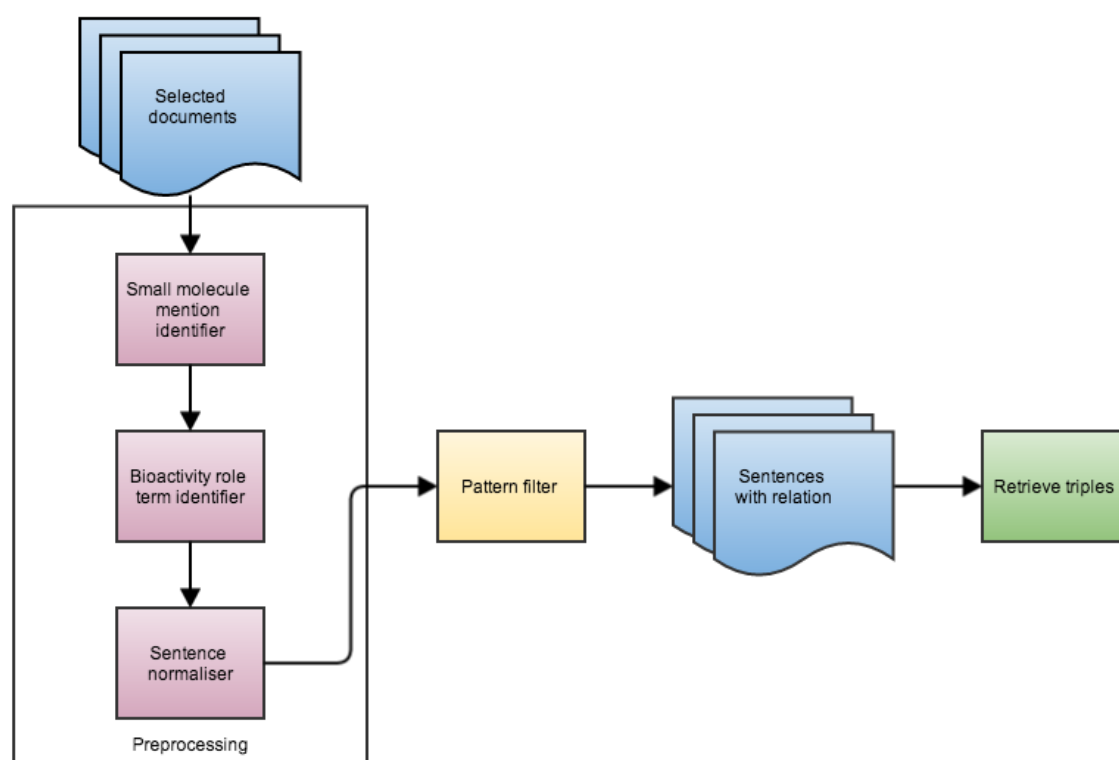 Selected
documents
Small molecule
mention
identifier
Bioactivity role
term identifier
Sentence
normaliser
Preprocessing
Pattern filter
Sentences
with relation
Retrieve triples